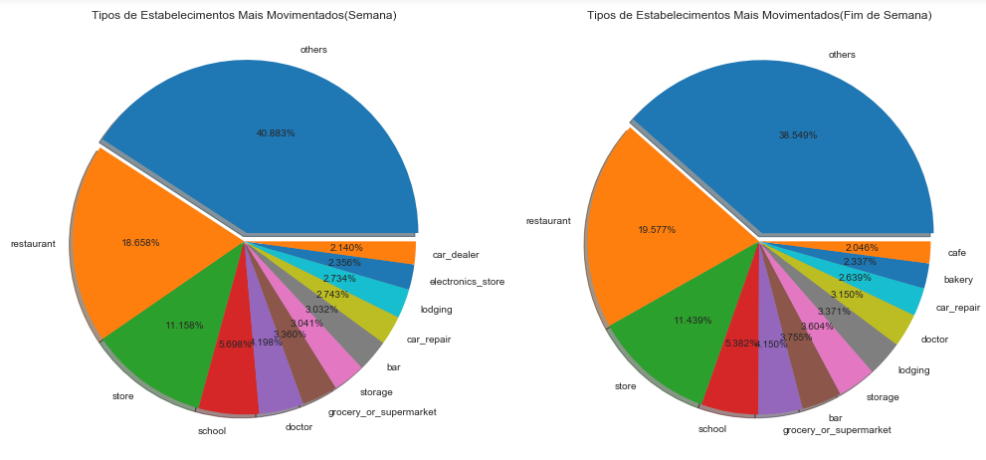 Tipos de Estabelecimentos Mais Movimentados(Semana)
others
40.883%
restaurant
18.658%
11.158%
store
5.698%
school
4.198%
doctor
3.360%
grocery_or_supermarket
3.041%
storage
3.032%
bar
2.743%
car_repair
2.734%
lodging
2.356%
electronics_store
2.140%
car_dealer
Tipos de Estabelecimentos Mais Movimentados(Fim de Semana)
others
38.549%
restaurant
19.577%
11.439%
store
5.382%
school
4.150%
grocery_or_supermarket
3.755%
bar
3.604%
storage
3.371%
lodging
3.150%
doctor
2.639%
car_repair
2.337%
bakery
2.046%
cafe